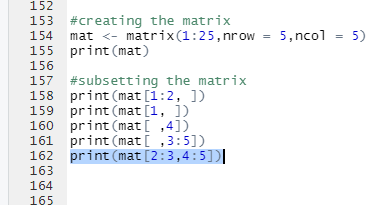 152
153 #creating the matrix
154 mat <- matrix(1:25,nrow = 5,ncol = 5)
155 print(mat)
156
157 #subsetting the matrix
158 print(mat[1:2, ])
159 print(mat[1, ])
160 print(mat[ ,4])
161 print(mat[ ,3:5])
162 print(mat[2:3,4:5])
163
164
165